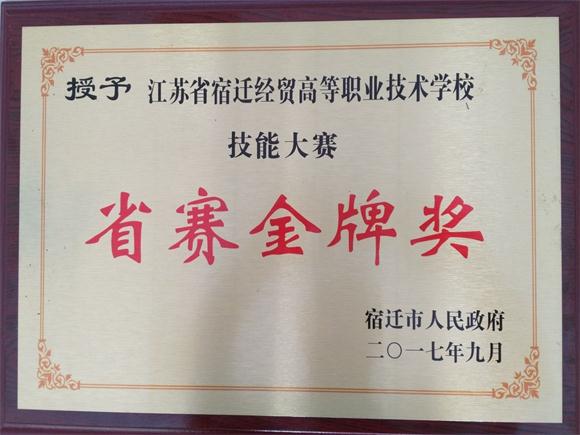 授予 江苏省宿迁经贸高等职业技术学校
技能大赛
省赛金牌奖
宿迁市人民政府
二〇一七年九月